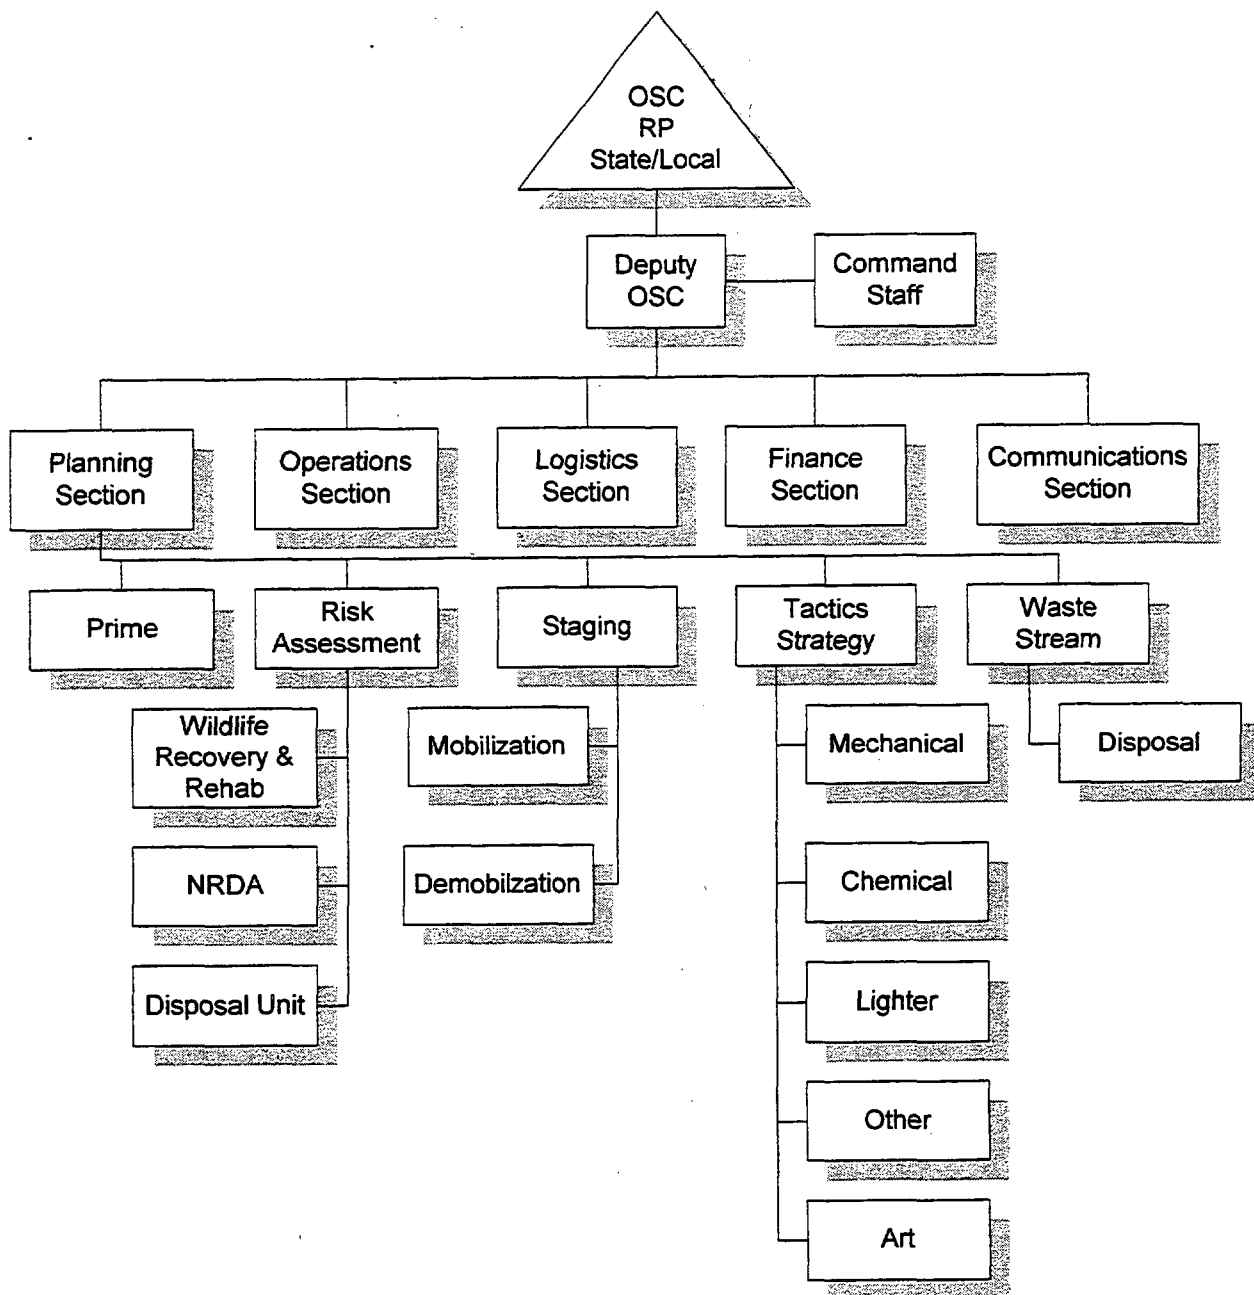 OSC
RP
State/Local
Deputy
OSC
Command
Staff
Planning
Section
Operations
Section
Logistics
Section
Finance
Section
Communications
Section
Prime
Risk
Assessment
Staging
Tactics
Strategy
Waste
Stream
Wildlife
Recovery &
Rehab
Mobilization
Mechanical
Disposal
NRDA
Demobilzation
Chemical
Disposal Unit
Lighter
Other
Art